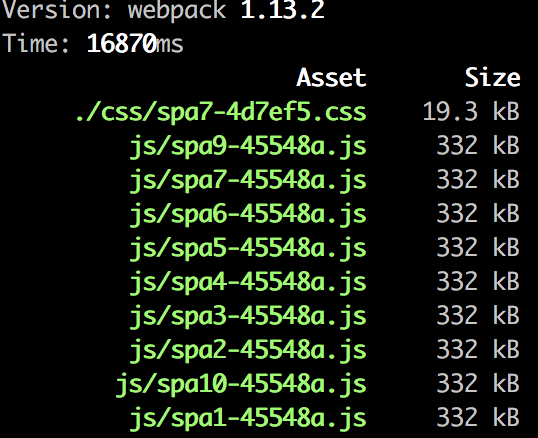 Version: webpack 1.13.2
Time: 16870ms
Asset Size
./css/spa7-4d7ef5.css 19.3 kB
js/spa9-45548a.js 332 kB
js/spa7-45548a.js 332 kB
js/spa6-45548a.js 332 kB
js/spa5-45548a.js 332 kB
js/spa4-45548a.js 332 kB
js/spa3-45548a.js 332 kB
js/spa2-45548a.js 332 kB
js/spa10-45548a.js 332 kB
js/spa1-45548a.js 332 kB